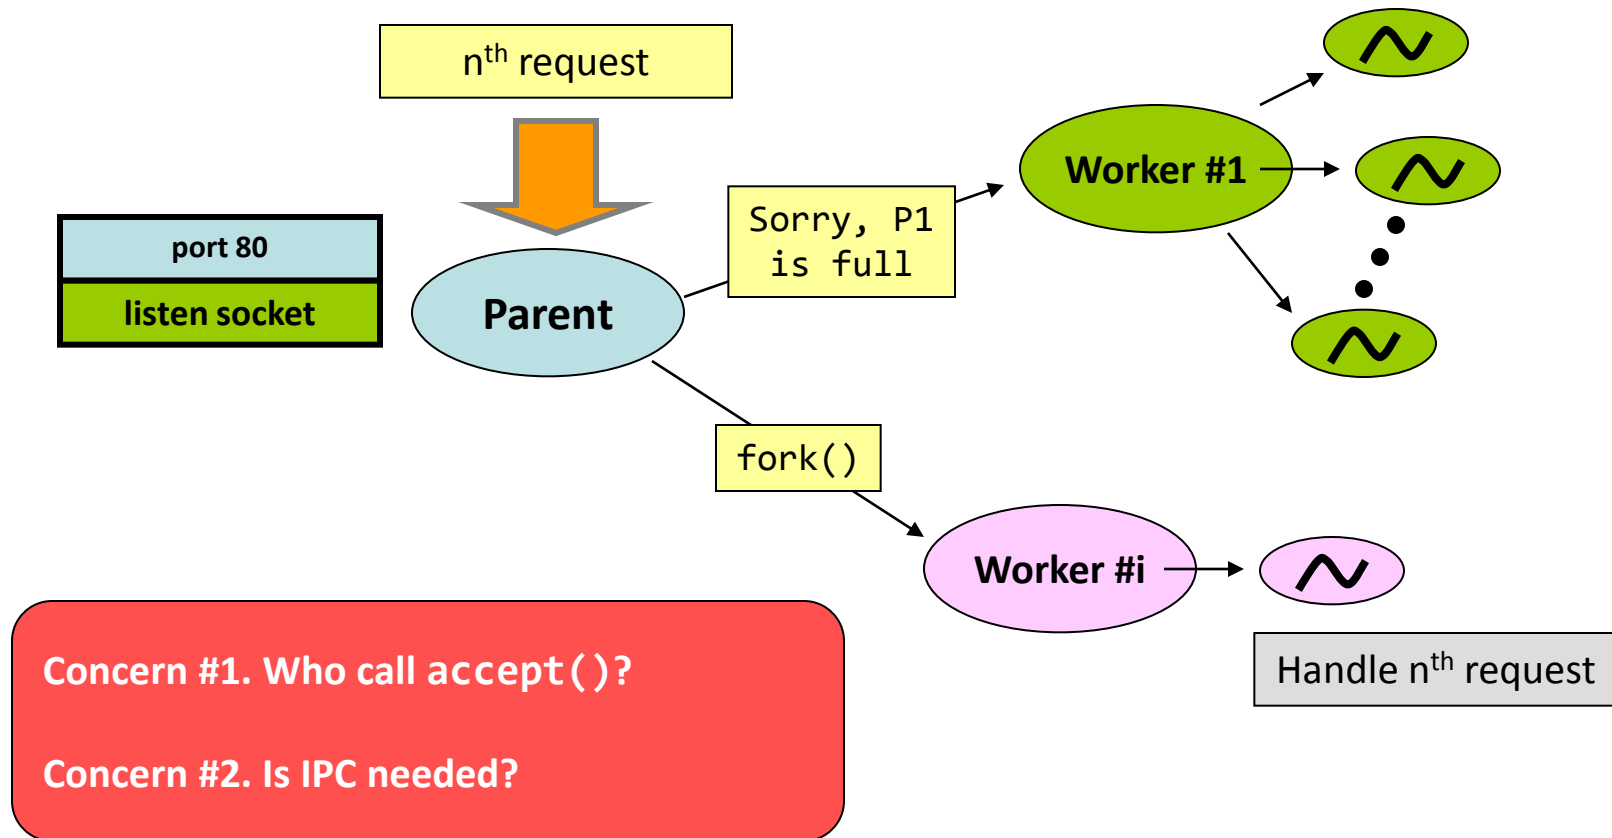 nth request
Worker #1
Sorry, P1
is full
port 80
listen socket
Parent
fork()
Worker #i
Concern #1. Who call accept()?
Handle nth request
Concern #2. Is IPC needed?